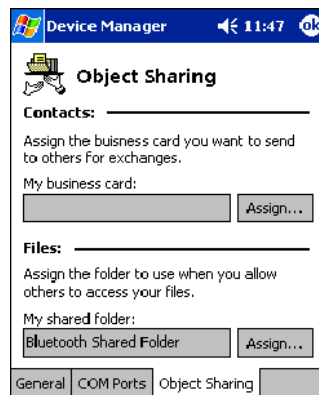 Device Manager 11:47 ok
Object Sharing
Contacts:
Assign the buisness card you want to send
to others for exchanges.
My business card:
Assign...
Files:
Assign the folder to use when you allow
others to access your files.
My shared folder:
Bluetooth Shared Folder Assign...
General COM Ports Object Sharing